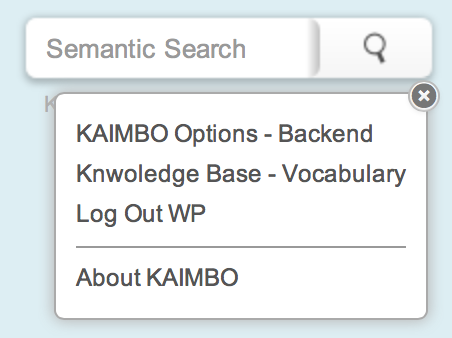 Semantic Search
K
KAIMBO Options - Backend
Knwoledge Base - Vocabulary
Log Out WP
About KAIMBO